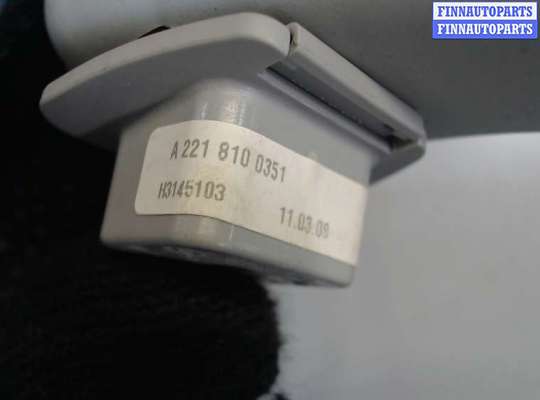 FINNAUTOPARTS
FINNAUTOPARTS
A 221 810 0351
H3145103
11.03.09